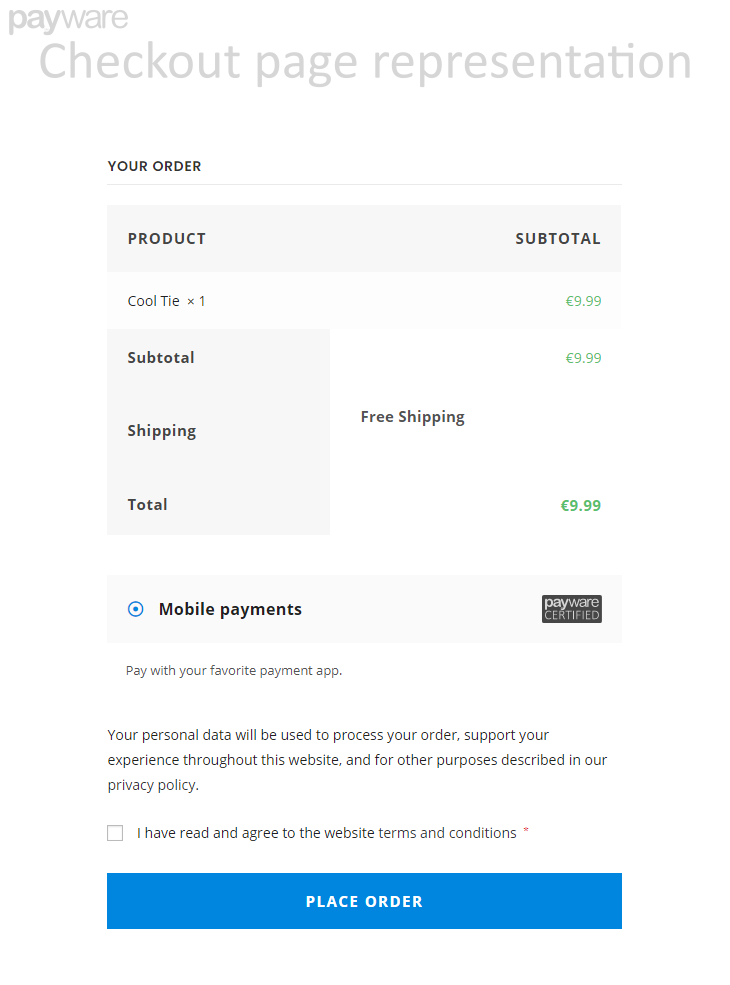 payware
Checkout page representation
YOUR ORDER
PRODUCT SUBTOTAL
Cool Tie × 1 €9.99
Subtotal €9.99
Shipping Free Shipping
Total €9.99
Mobile payments payware CERTIFIED
Pay with your favorite payment app.
Your personal data will be used to process your order, support your
experience throughout this website, and for other purposes described in our
privacy policy.
I have read and agree to the website terms and conditions *
PLACE ORDER